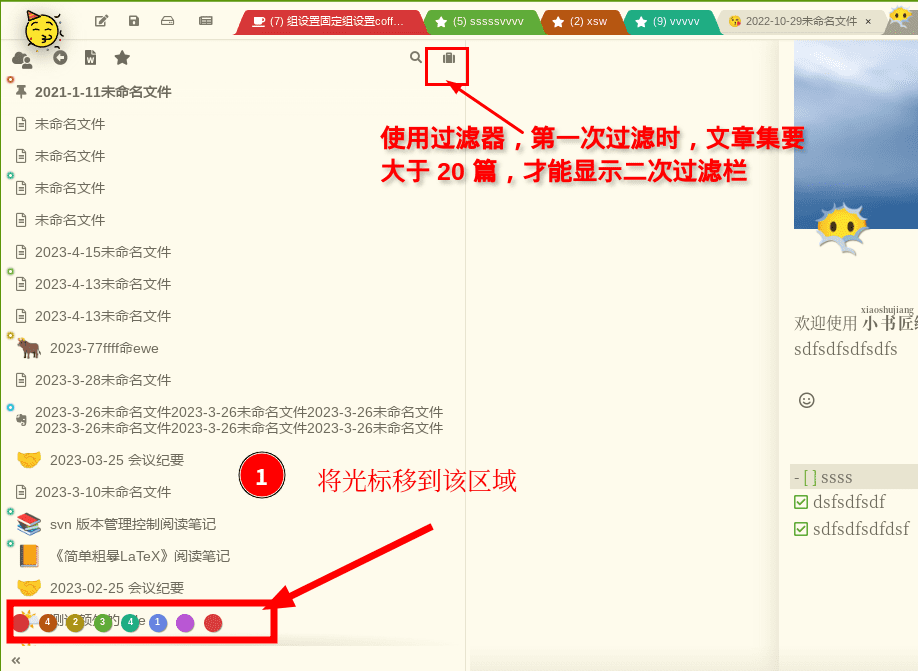 (7) 组设置固定组设置coff…
(5) sssssvvvv
(2) xsw
(9) vvvvv
2022-10-29未命名文件 ×
W
2021-1-11未命名文件
未命名文件
未命名文件
未命名文件
未命名文件
2023-4-15未命名文件
2023-4-13未命名文件
2023-4-13未命名文件
2023-77ffff命ewe
2023-3-28未命名文件
2023-3-26未命名文件2023-3-26未命名文件2023-3-26未命名文件
2023-3-26未命名文件2023-3-26未命名文件2023-3-26未命名文件
2023-03-25 会议纪要
2023-3-10未命名文件
svn 版本管理控制阅读笔记
《简单粗暴LaTeX》阅读笔记
2023-02-25 会议纪要
4 2 3 4 1
«
使用过滤器，第一次过滤时，文章集要
大于 20 篇，才能显示二次过滤栏
1 将光标移到该区域
xiaoshujiang
欢迎使用 小书匠
sdfsdfsdfsdfs
- [ ] ssss
dsfsdfsdf
sdfsdfsdfdsf